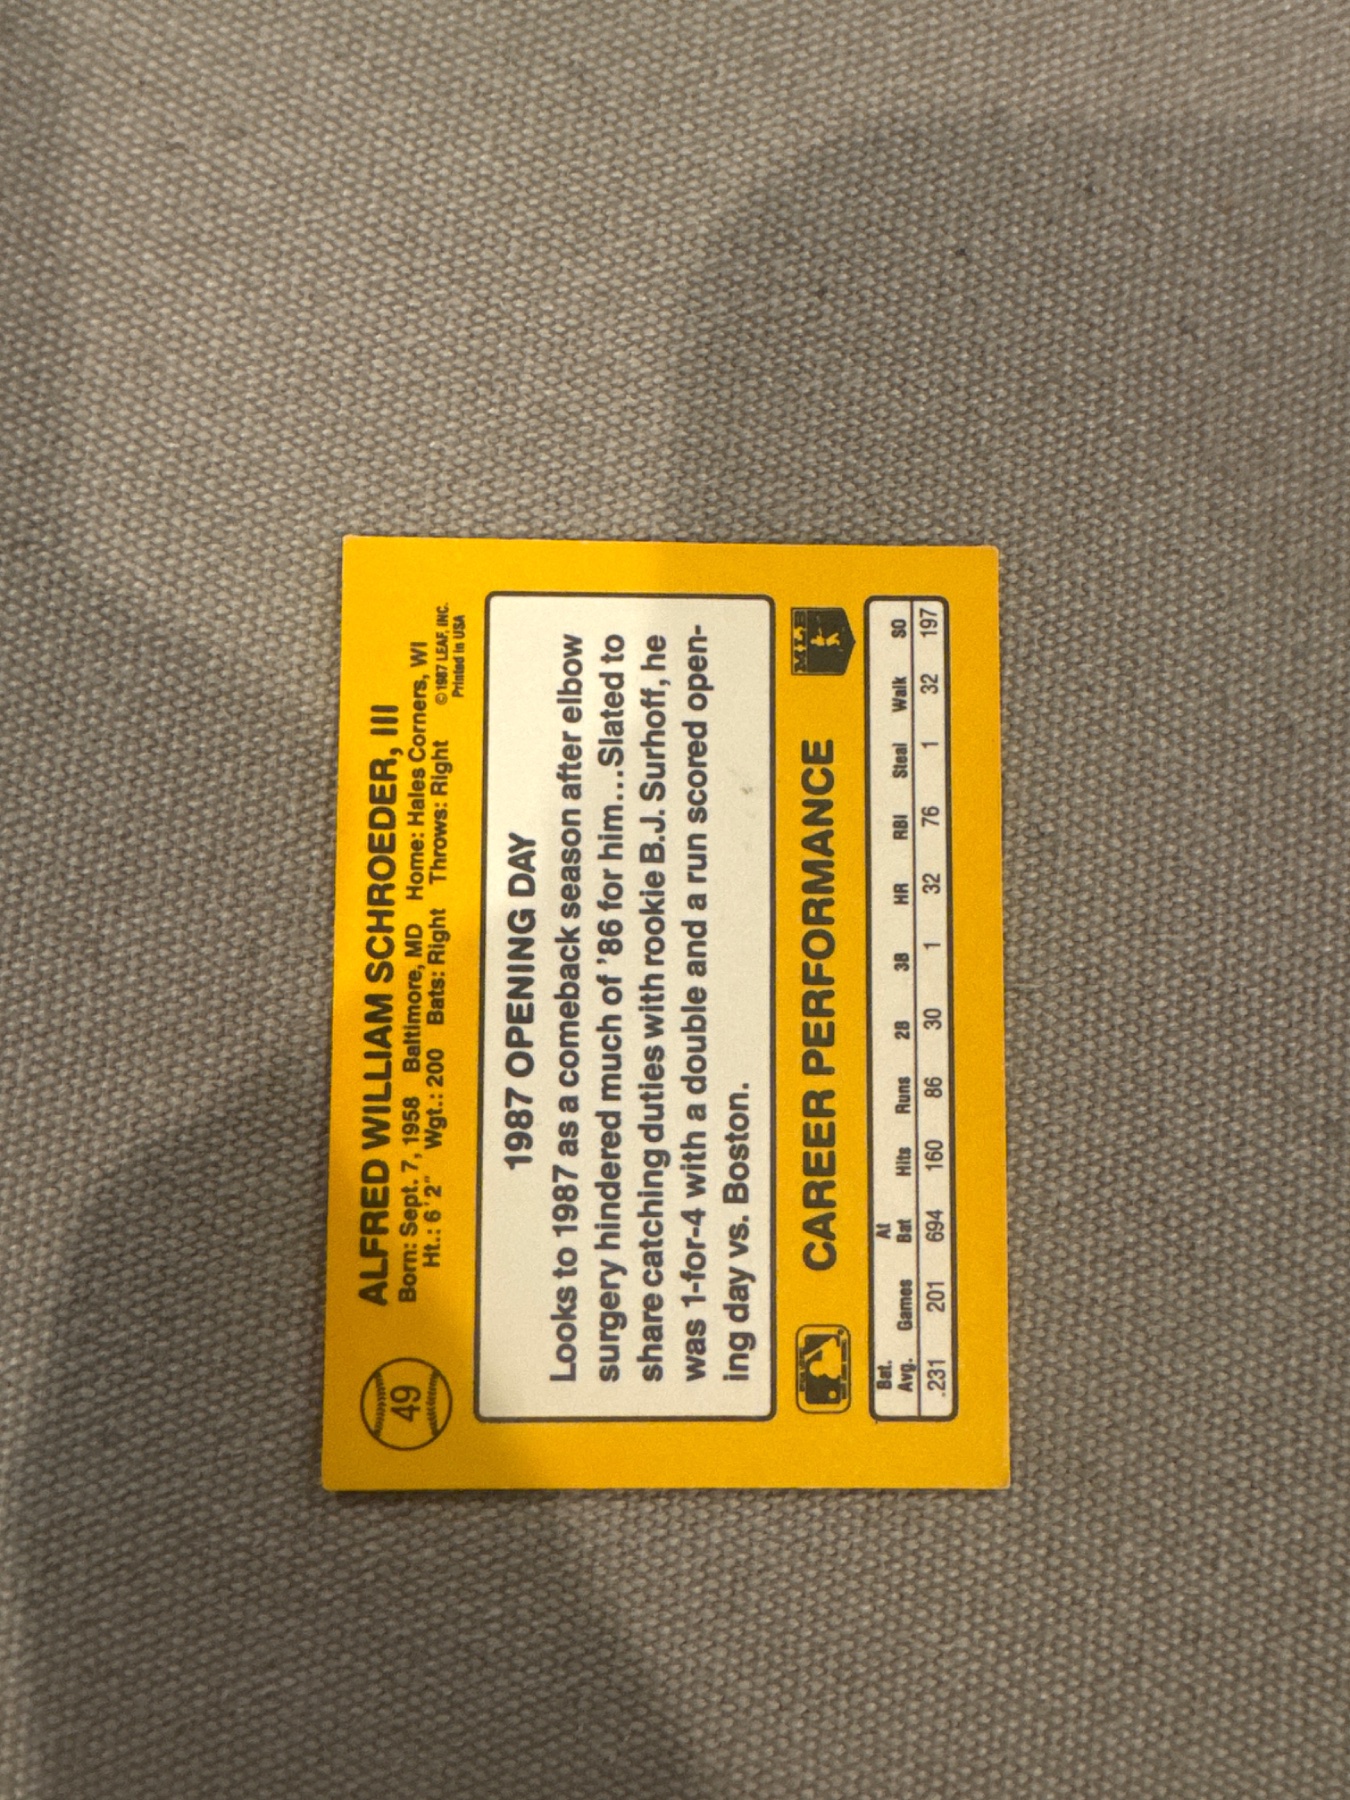 49
ALFRED WILLIAM SCHROEDER, III
Born: Sept. 7, 1958 Baltimore, MD Home: Hales Corners, WI
Ht.: 6'2" Wgt.: 200 Bats: Right Throws: Right
© 1987 LEAF, INC.
Printed in USA
1987 OPENING DAY
Looks to 1987 as a comeback season after elbow
surgery hindered much of '86 for him...Slated to
share catching duties with rookie B.J. Surhoff, he
was 1-for-4 with a double and a run scored open-
ing day vs. Boston.
CAREER PERFORMANCE
Bat. Avg. Games At Bat Hits Runs 2B 3B HR RBI Steal Walk SO
.231 201 694 160 86 30 1 32 76 1 32 197